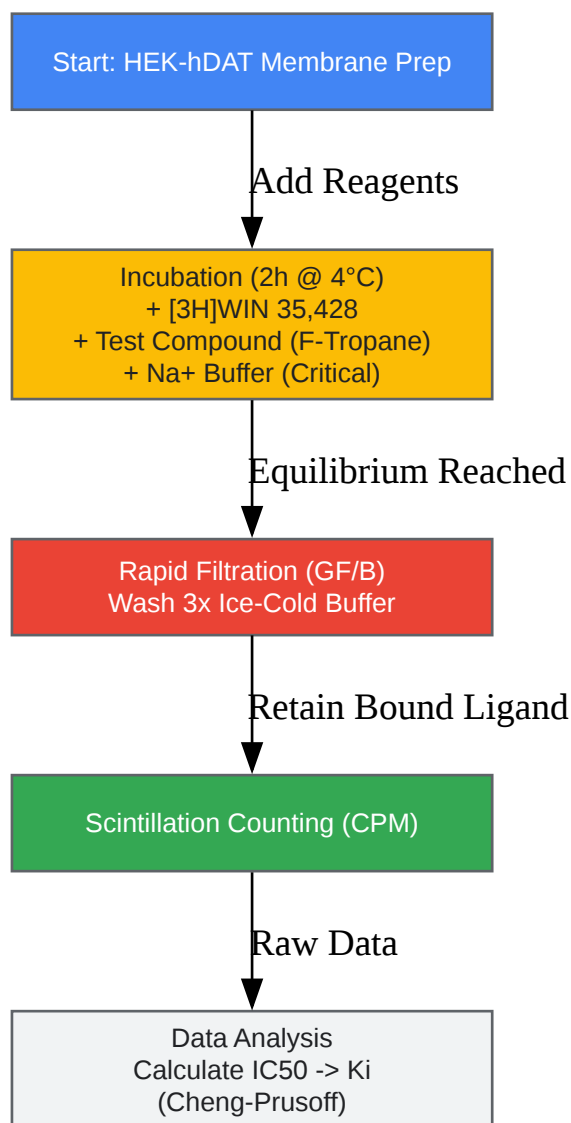 Start: HEK-hDAT Membrane Prep
Add Reagents
Incubation (2h @ 4°C)
+ [3H]WIN 35,428
+ Test Compound (F-Tropane)
+ Na+ Buffer (Critical)
Equilibrium Reached
Rapid Filtration (GF/B)
Wash 3x Ice-Cold Buffer
Retain Bound Ligand
Scintillation Counting (CPM)
Raw Data
Data Analysis
Calculate IC50 -> Ki
(Cheng-Prusoff)